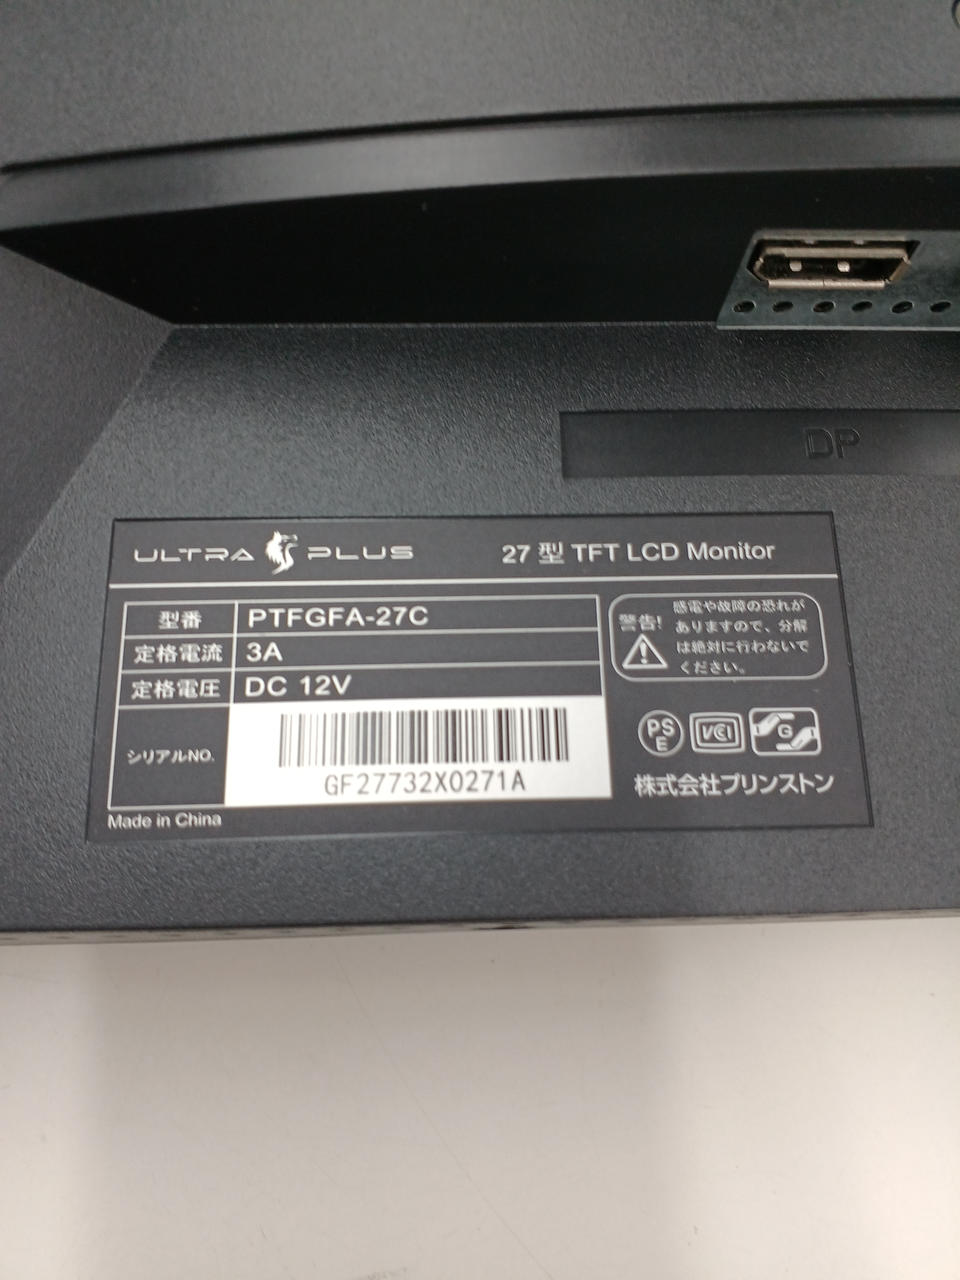 DP
ULTRA PLUS 27 型 TFT LCD Monitor
型番 PTFGFA-27C
定格電流 3A
定格電圧 DC 12V
シリアルNO. GF27732X0271A
Made in China
警告!
感電や故障の恐れが
ありますので、分解
は絶対に行わないで
ください。
PS
E
VCCI
G
株式会社プリンストン